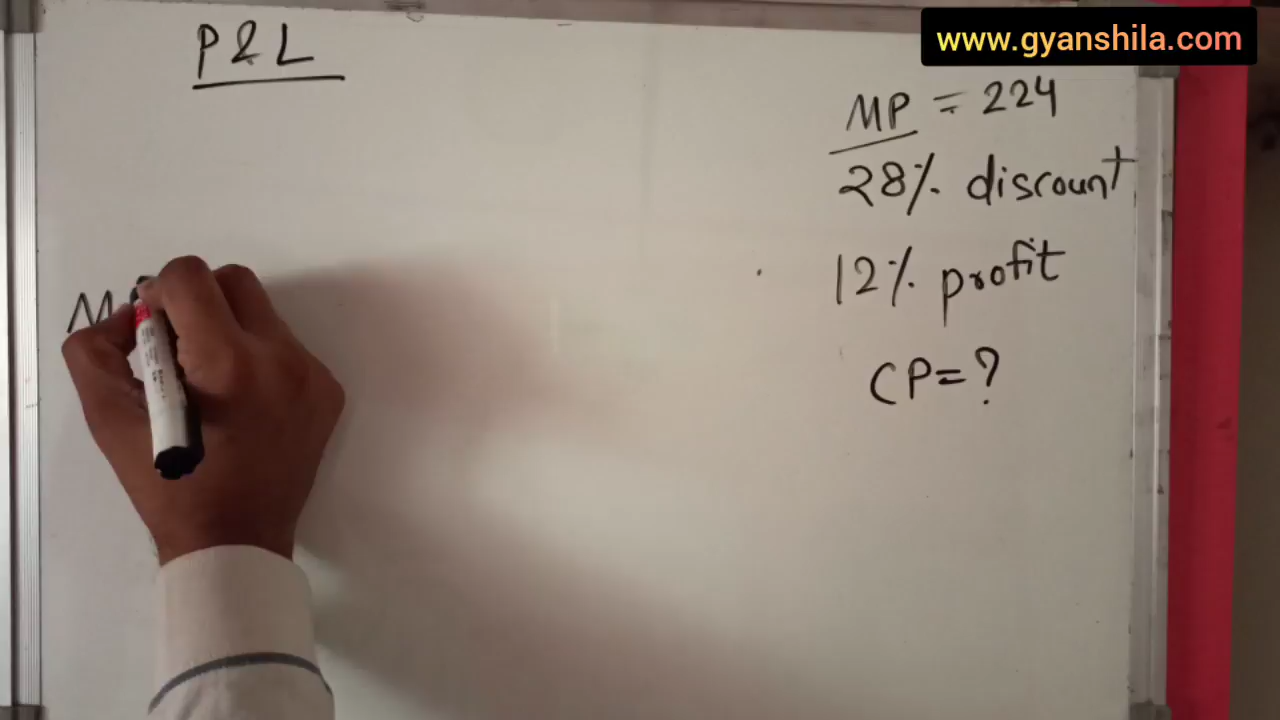 www.gyanshila.com
P & L
MP = 224
28% discount
12% profit
CP = ?
M